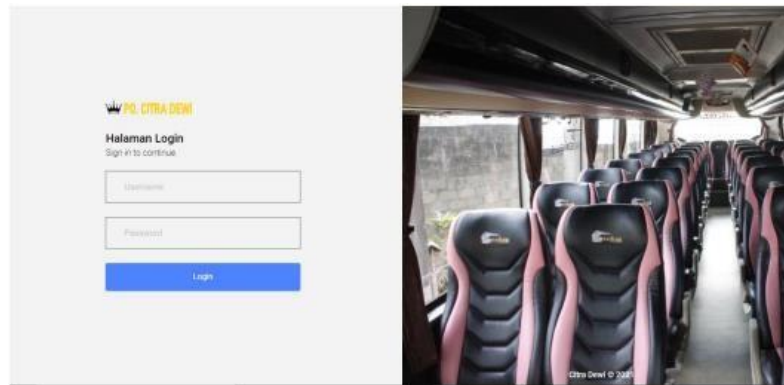 PO. CITRA DEWI
Halaman Login
Sign in to continue.
Username
Password
Login
Citra Dewi © 2021